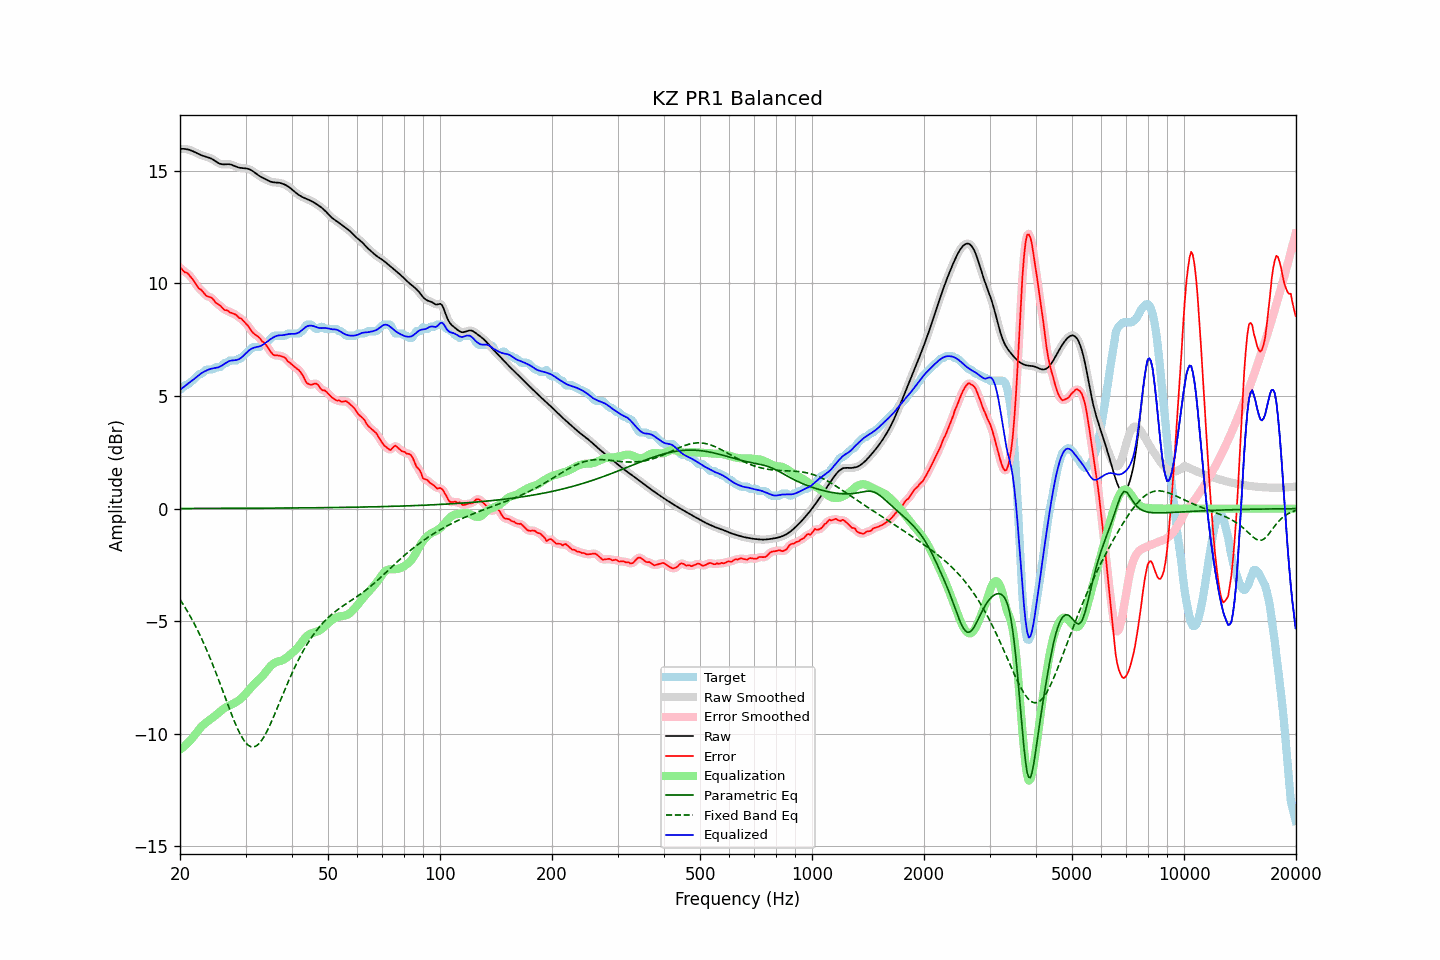 KZ PR1 Balanced
Amplitude (dBr)
15
10
5
0
−5
−10
−15
Target
Raw Smoothed
Error Smoothed
Raw
Error
Equalization
Parametric Eq
Fixed Band Eq
Equalized
20 50 100 200 500 1000 2000 5000 10000 20000
Frequency (Hz)